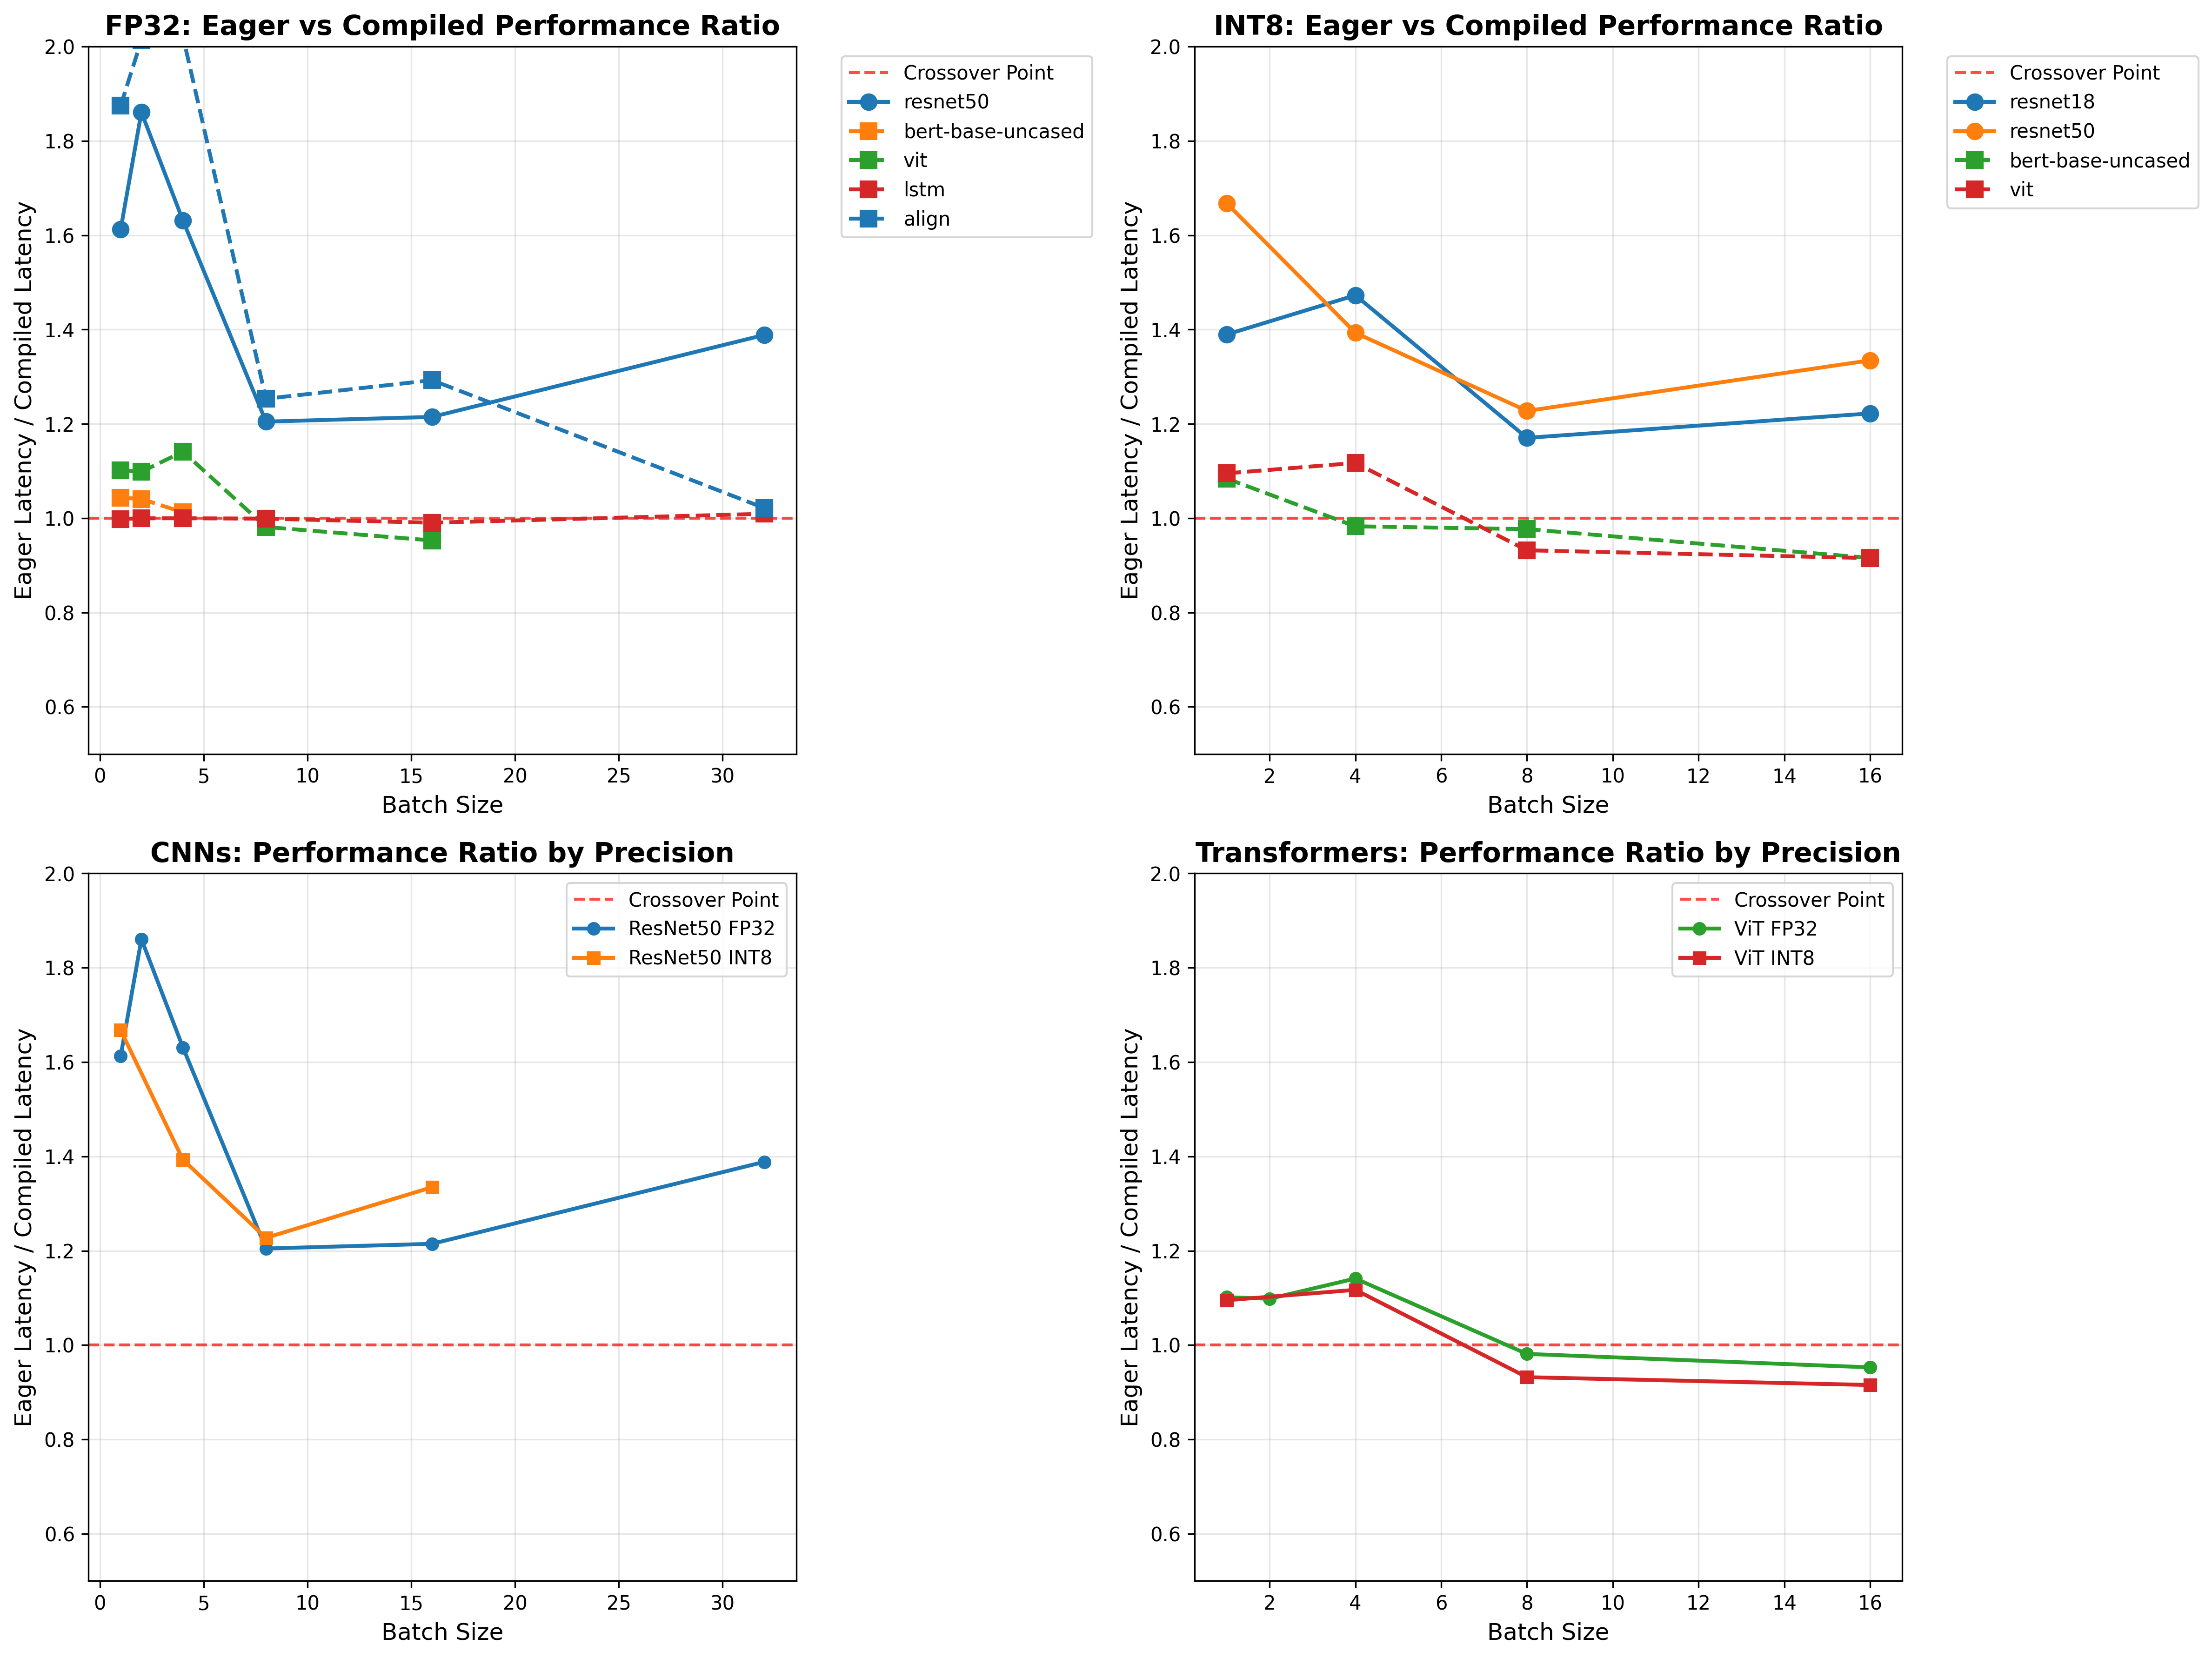 FP32: Eager vs Compiled Performance Ratio
Eager Latency / Compiled Latency
2.0
1.8
1.6
1.4
1.2
1.0
0.8
0.6
0 5 10 15 20 25 30
Batch Size
Crossover Point
resnet50
bert-base-uncased
vit
lstm
align
INT8: Eager vs Compiled Performance Ratio
Eager Latency / Compiled Latency
2.0
1.8
1.6
1.4
1.2
1.0
0.8
0.6
2 4 6 8 10 12 14 16
Batch Size
Crossover Point
resnet18
resnet50
bert-base-uncased
vit
CNNs: Performance Ratio by Precision
Eager Latency / Compiled Latency
2.0
1.8
1.6
1.4
1.2
1.0
0.8
0.6
0 5 10 15 20 25 30
Batch Size
Crossover Point
ResNet50 FP32
ResNet50 INT8
Transformers: Performance Ratio by Precision
Eager Latency / Compiled Latency
2.0
1.8
1.6
1.4
1.2
1.0
0.8
0.6
2 4 6 8 10 12 14 16
Batch Size
Crossover Point
ViT FP32
ViT INT8